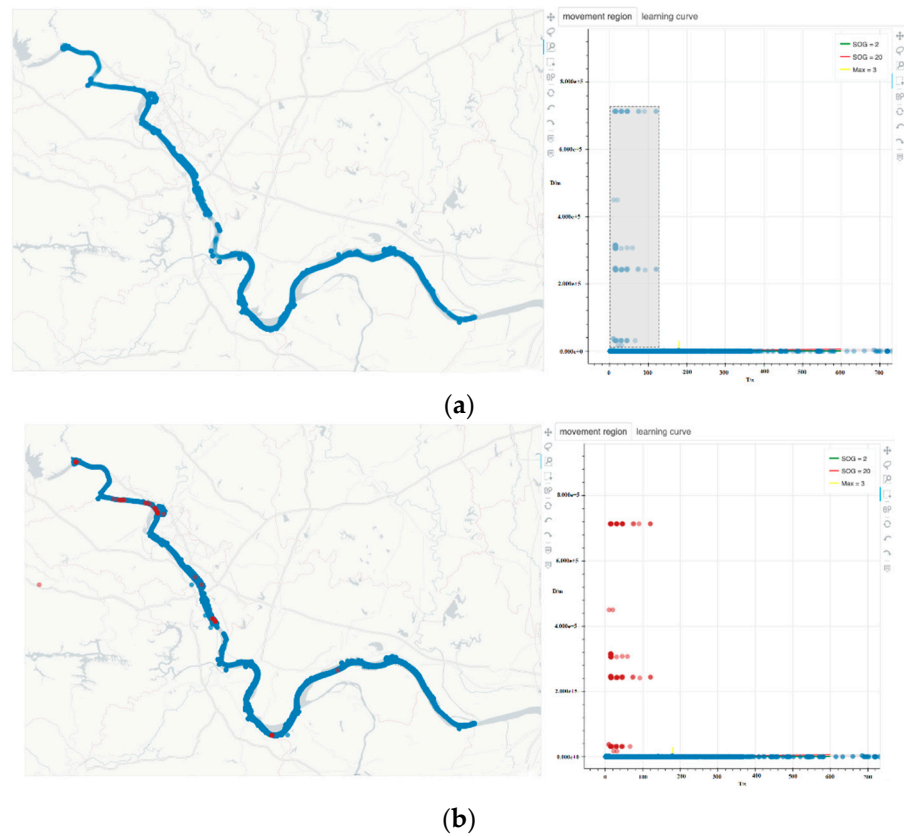 movement region learning curve
SOG = 2
SOG = 20
Max = 3
8.000e+5
6.000e+5
D/m
4.000e+5
2.000e+5
0.000e+0
0 100 200 300 400 500 600 700
T/s
(a)
movement region learning curve
SOG = 2
SOG = 20
Max = 3
8.000e+5
6.000e+5
D/m
4.000e+5
2.000e+5
0.000e+0
0 100 200 300 400 500 600 700
T/s
(b)